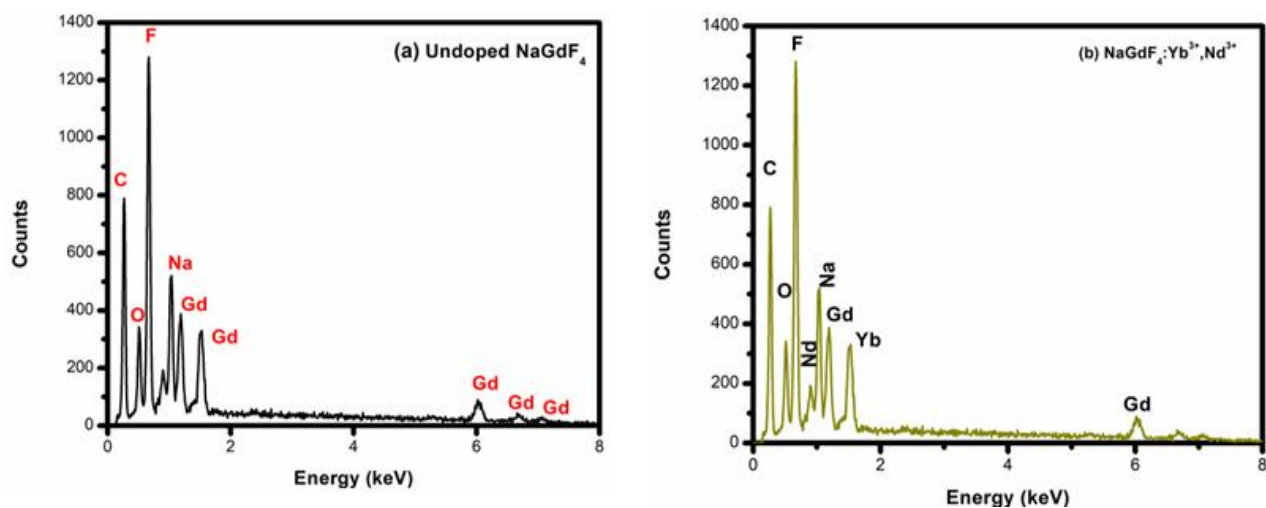 (a) Undoped NaGdF₄
F
C
O
Na
Gd
Gd
Gd
Gd
Gd
1400
1200
1000
800
600
400
200
0
Counts
0
2
4
6
8
Energy (keV)
(b) NaGdF₄:Yb³⁺,Nd³⁺
F
C
O
Nd
Na
Gd
Yb
Gd
1400
1200
1000
800
600
400
200
0
Counts
0
2
4
6
8
Energy (keV)